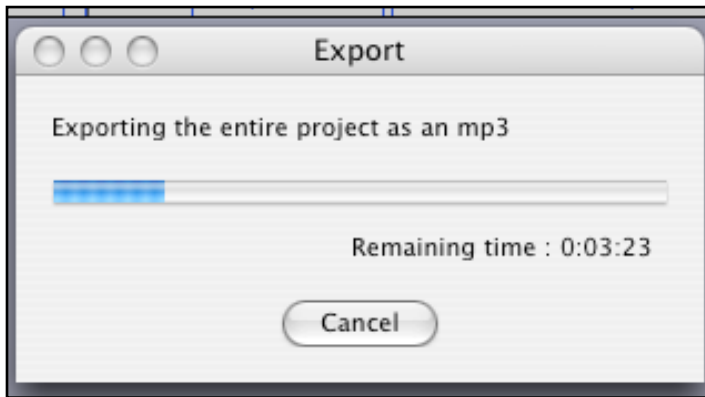 Export
Exporting the entire project as an mp3
Remaining time : 0:03:23
Cancel